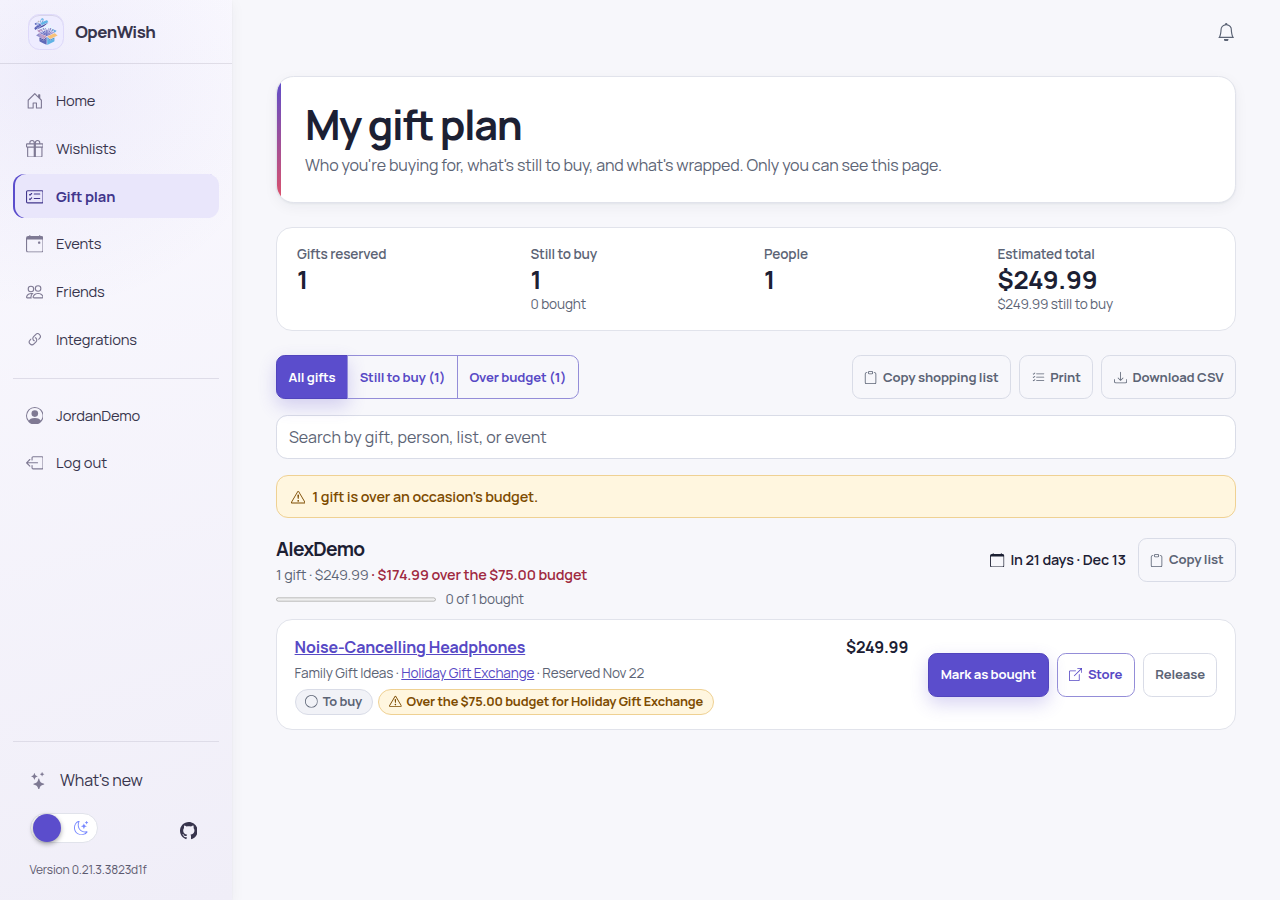 OpenWish
Home
Wishlists
Gift plan
Events
Friends
Integrations
JordanDemo
Log out
What's new
Version 0.21.3.3823d1f
My gift plan
Who you're buying for, what's still to buy, and what's wrapped. Only you can see this page.
Gifts reserved
1
Still to buy
1
0 bought
People
1
Estimated total
$249.99
$249.99 still to buy
All gifts
Still to buy (1)
Over budget (1)
Copy shopping list
Print
Download CSV
Search by gift, person, list, or event
1 gift is over an occasion's budget.
AlexDemo
1 gift · $249.99 · $174.99 over the $75.00 budget
0 of 1 bought
In 21 days · Dec 13
Copy list
Noise-Cancelling Headphones
$249.99
Family Gift Ideas · Holiday Gift Exchange · Reserved Nov 22
To buy
Over the $75.00 budget for Holiday Gift Exchange
Mark as bought
Store
Release